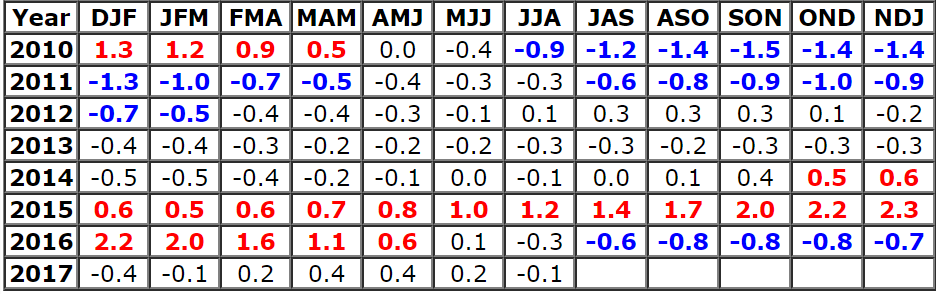 Year DJF JFM FMA MAM AMJ MJJ JJA JAS ASO SON OND NDJ
2010 1.3 1.2 0.9 0.5 0.0 -0.4 -0.9 -1.2 -1.4 -1.5 -1.4 -1.4
2011 -1.3 -1.0 -0.7 -0.5 -0.4 -0.3 -0.3 -0.6 -0.8 -0.9 -1.0 -0.9
2012 -0.7 -0.5 -0.4 -0.4 -0.3 -0.1 0.1 0.3 0.3 0.3 0.1 -0.2
2013 -0.4 -0.4 -0.3 -0.2 -0.2 -0.2 -0.3 -0.3 -0.2 -0.3 -0.3 -0.3
2014 -0.5 -0.5 -0.4 -0.2 -0.1 0.0 -0.1 0.0 0.1 0.4 0.5 0.6
2015 0.6 0.5 0.6 0.7 0.8 1.0 1.2 1.4 1.7 2.0 2.2 2.3
2016 2.2 2.0 1.6 1.1 0.6 0.1 -0.3 -0.6 -0.8 -0.8 -0.8 -0.7
2017 -0.4 -0.1 0.2 0.4 0.4 0.2 -0.1